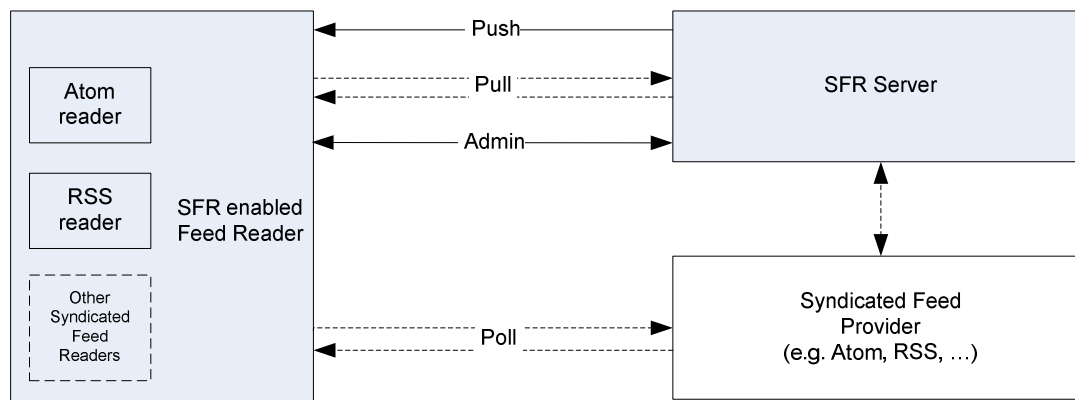 Push
Pull
Admin
Atom
reader
RSS
reader
Other
Syndicated
Feed
Readers
SFR enabled
Feed Reader
SFR Server
Poll
Syndicated Feed
Provider
(e.g. Atom, RSS, …)